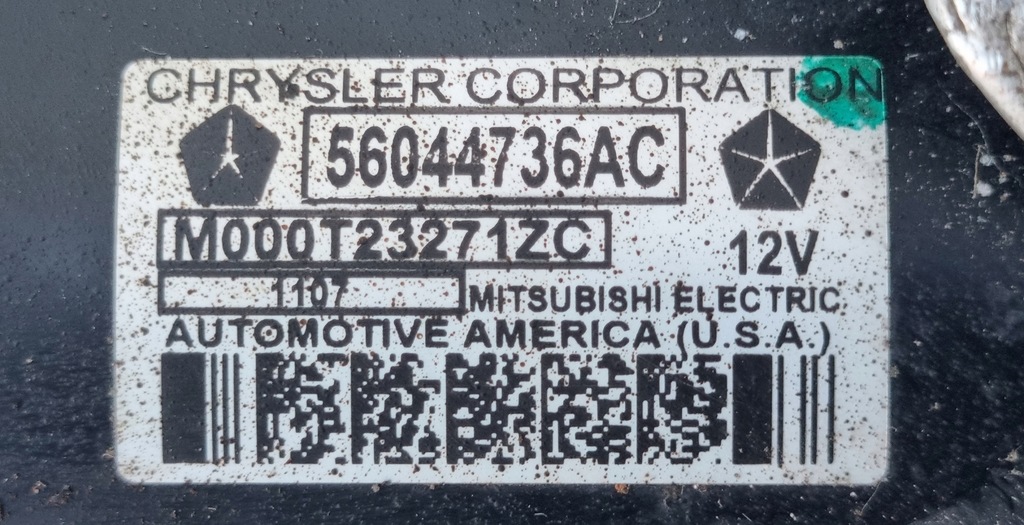 CHRYSLER CORPORATION
56044736AC
M000T23271ZC
12V
1107 MITSUBISHI ELECTRIC
AUTOMOTIVE AMERICA (U.S.A.)